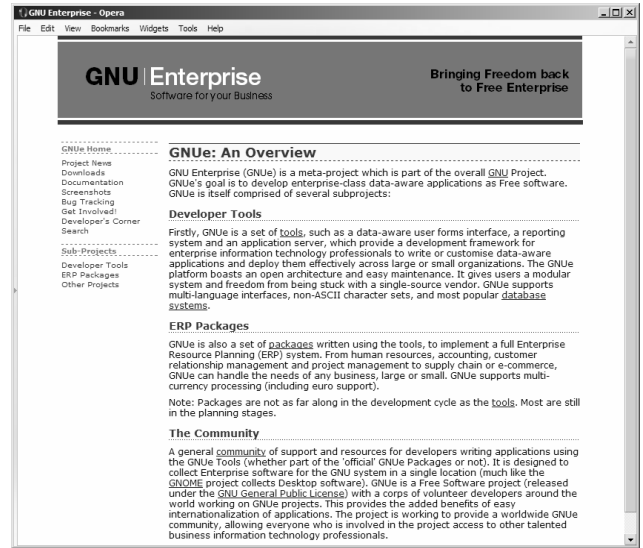 GNU Enterprise - Opera
File Edit View Bookmarks Widgets Tools Help
GNU Enterprise
Software for your Business
Bringing Freedom back
to Free Enterprise
GNUe Home
Project News
Downloads
Documentation
Screenshots
Bug Tracking
Get Involved!
Developer's Corner
Search
Sub-Projects
Developer Tools
ERP Packages
Other Projects
GNUe: An Overview
GNU Enterprise (GNUe) is a meta-project which is part of the overall GNU Project.
GNUe's goal is to develop enterprise-class data-aware applications as Free software.
GNUe is itself comprised of several subprojects:
Developer Tools
Firstly, GNUe is a set of tools, such as a data-aware user forms interface, a reporting
system and an application server, which provide a development framework for
enterprise information technology professionals to write or customise data-aware
applications and deploy them effectively across large or small organizations. The GNUe
platform boasts an open architecture and easy maintenance. It gives users a modular
system and freedom from being stuck with a single-source vendor. GNUe supports
multi-language interfaces, non-ASCII character sets, and most popular database
systems.
ERP Packages
GNUe is also a set of packages written using the tools, to implement a full Enterprise
Resource Planning (ERP) system. From human resources, accounting, customer
relationship management and project management to supply chain or e-commerce,
GNUe can handle the needs of any business, large or small. GNUe supports multi-
currency processing (including euro support).
Note: Packages are not as far along in the development cycle as the tools. Most are still
in the planning stages.
The Community
A general community of support and resources for developers writing applications using
the GNUe Tools (whether part of the 'official' GNUe Packages or not). It is designed to
collect Enterprise software for the GNU system in a single location (much like the
GNOME project collects Desktop software). GNUe is a Free Software project (released
under the GNU General Public License) with a corps of volunteer developers around the
world working on GNUe projects. This provides the added benefits of easy
internationalization of applications. The project is working to provide a worldwide GNUe
community, allowing everyone who is involved in the project access to other talented
business information technology professionals.